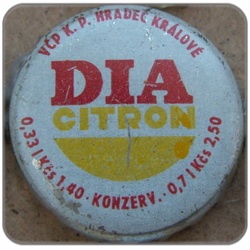 VČP K. P. HRADEC KRÁLOVÉ
DIA
CITRON
0,33 l Kčs 1,40 · KONZERV. · 0,7 l Kčs 2,50